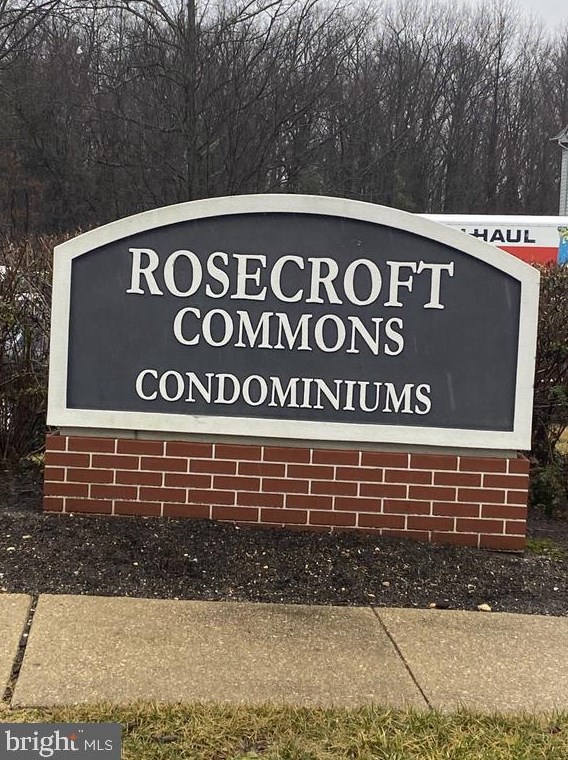 -HAUL
ROSECROFT
COMMONS
CONDOMINIUMS
bright MLS